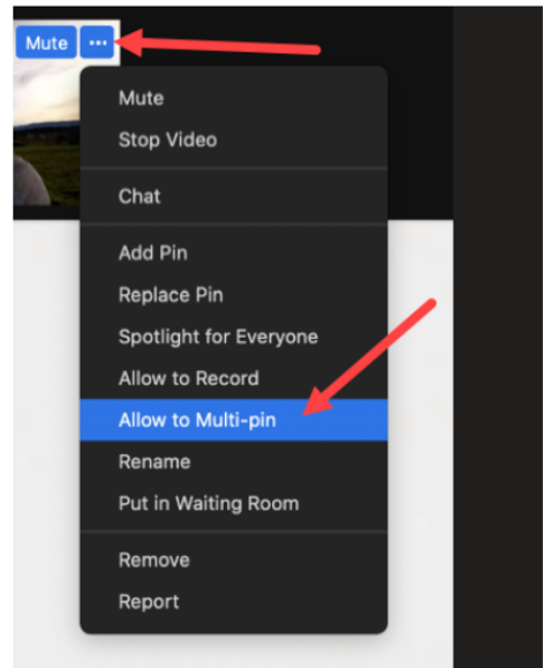 Mute ...
Mute
Stop Video
Chat
Add Pin
Replace Pin
Spotlight for Everyone
Allow to Record
Allow to Multi-pin
Rename
Put in Waiting Room
Remove
Report